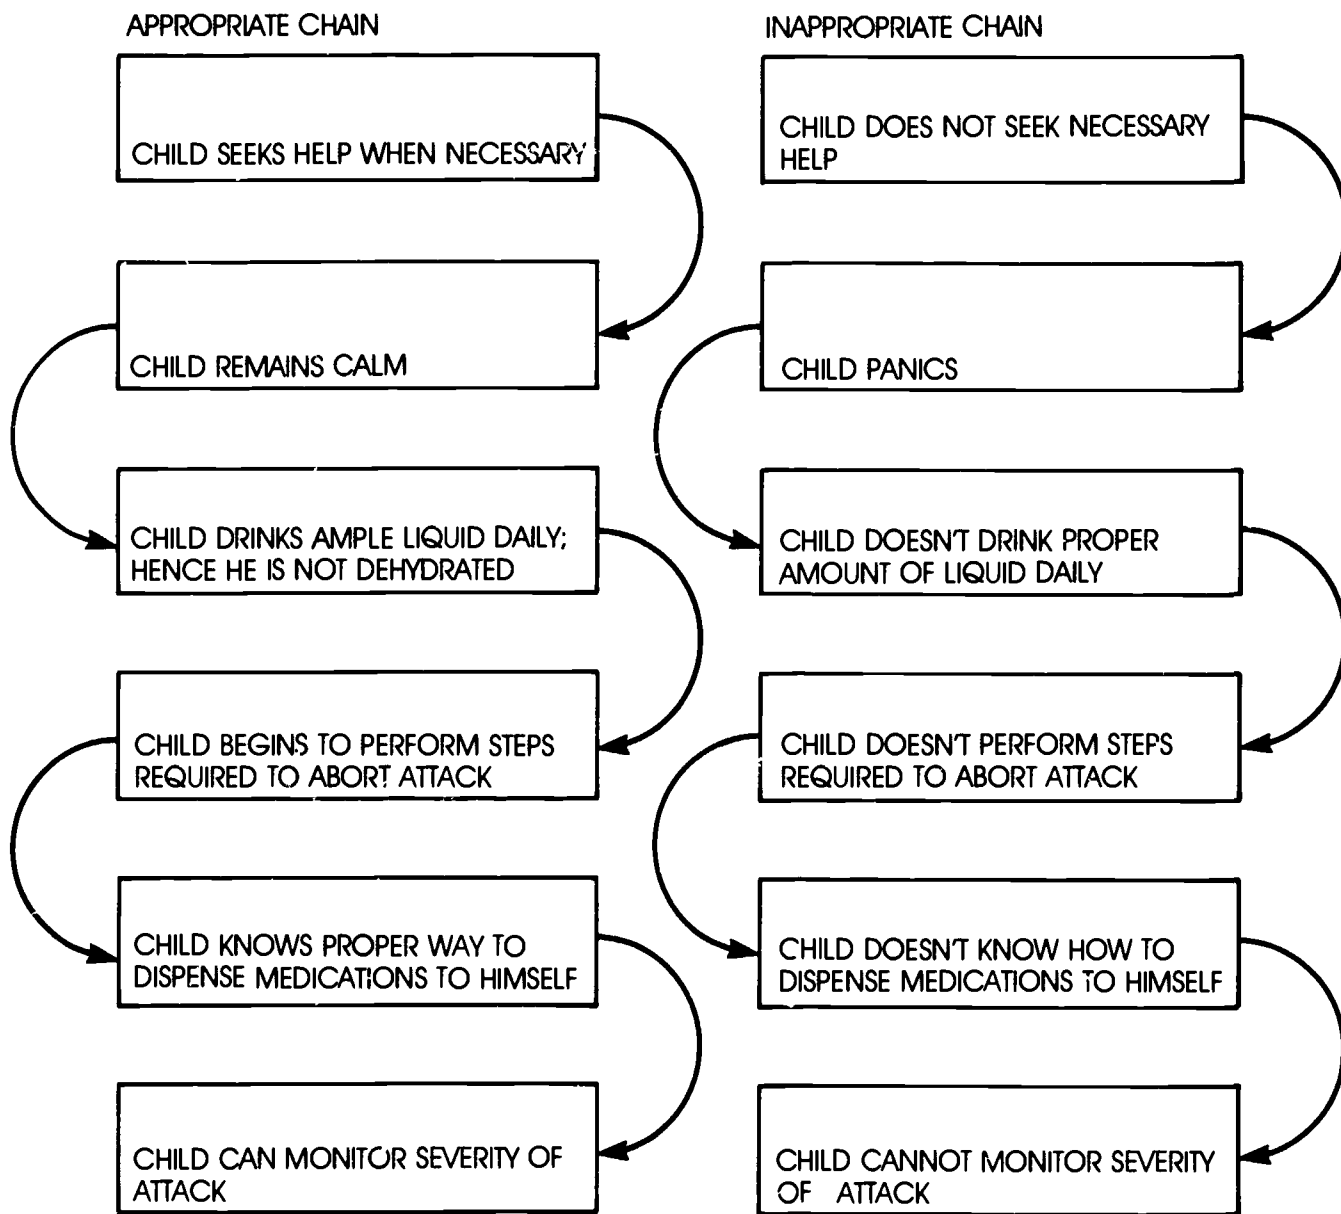 APPROPRIATE CHAIN
CHILD SEEKS HELP WHEN NECESSARY
CHILD REMAINS CALM
CHILD DRINKS AMPLE LIQUID DAILY;
HENCE HE IS NOT DEHYDRATED
CHILD BEGINS TO PERFORM STEPS
REQUIRED TO ABORT ATTACK
CHILD KNOWS PROPER WAY TO
DISPENSE MEDICATIONS TO HIMSELF
CHILD CAN MONITOR SEVERITY OF
ATTACK
INAPPROPRIATE CHAIN
CHILD DOES NOT SEEK NECESSARY
HELP
CHILD PANICS
CHILD DOESN'T DRINK PROPER
AMOUNT OF LIQUID DAILY
CHILD DOESN'T PERFORM STEPS
REQUIRED TO ABORT ATTACK
CHILD DOESN'T KNOW HOW TO
DISPENSE MEDICATIONS TO HIMSELF
CHILD CANNOT MONITOR SEVERITY
OF ATTACK